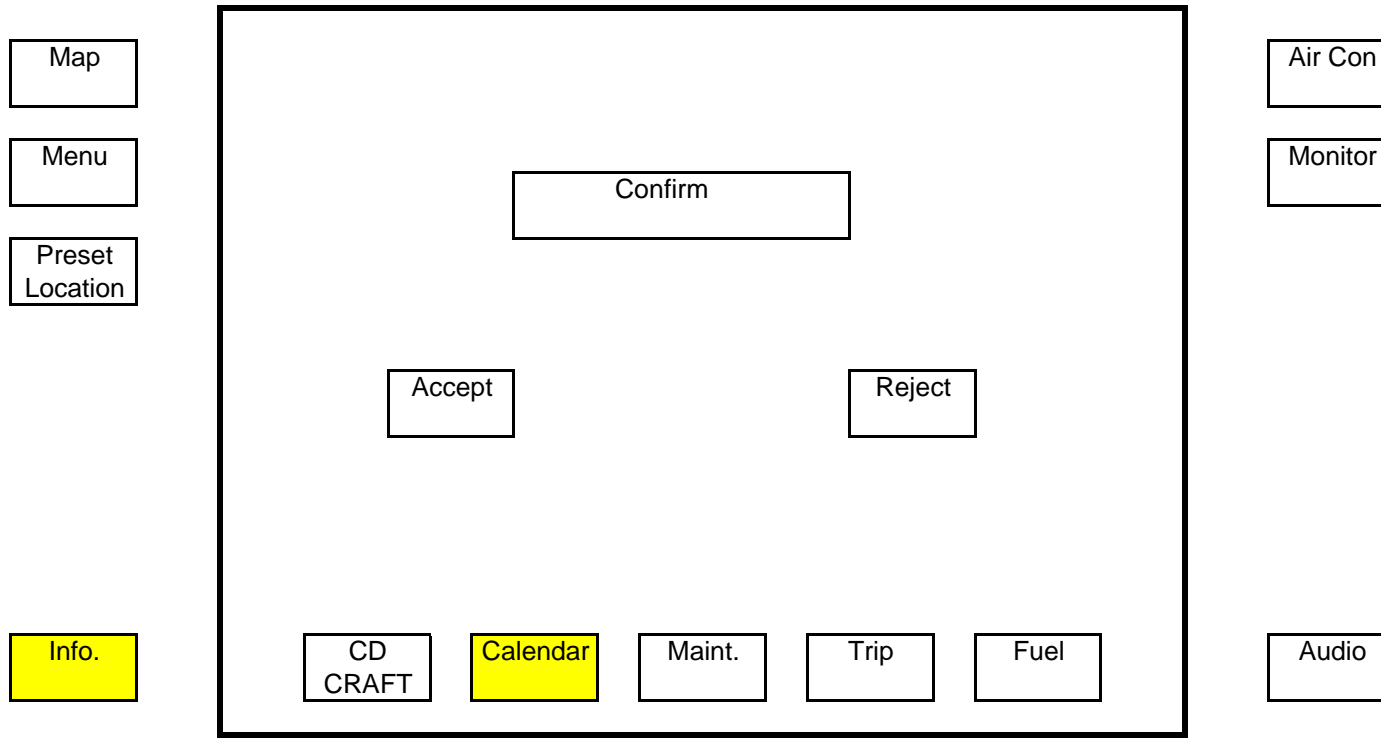 Map
Air Con
Menu
Monitor
Confirm
Preset
Location
Accept
Reject
Info.
CD
CRAFT
Calendar
Maint.
Trip
Fuel
Audio